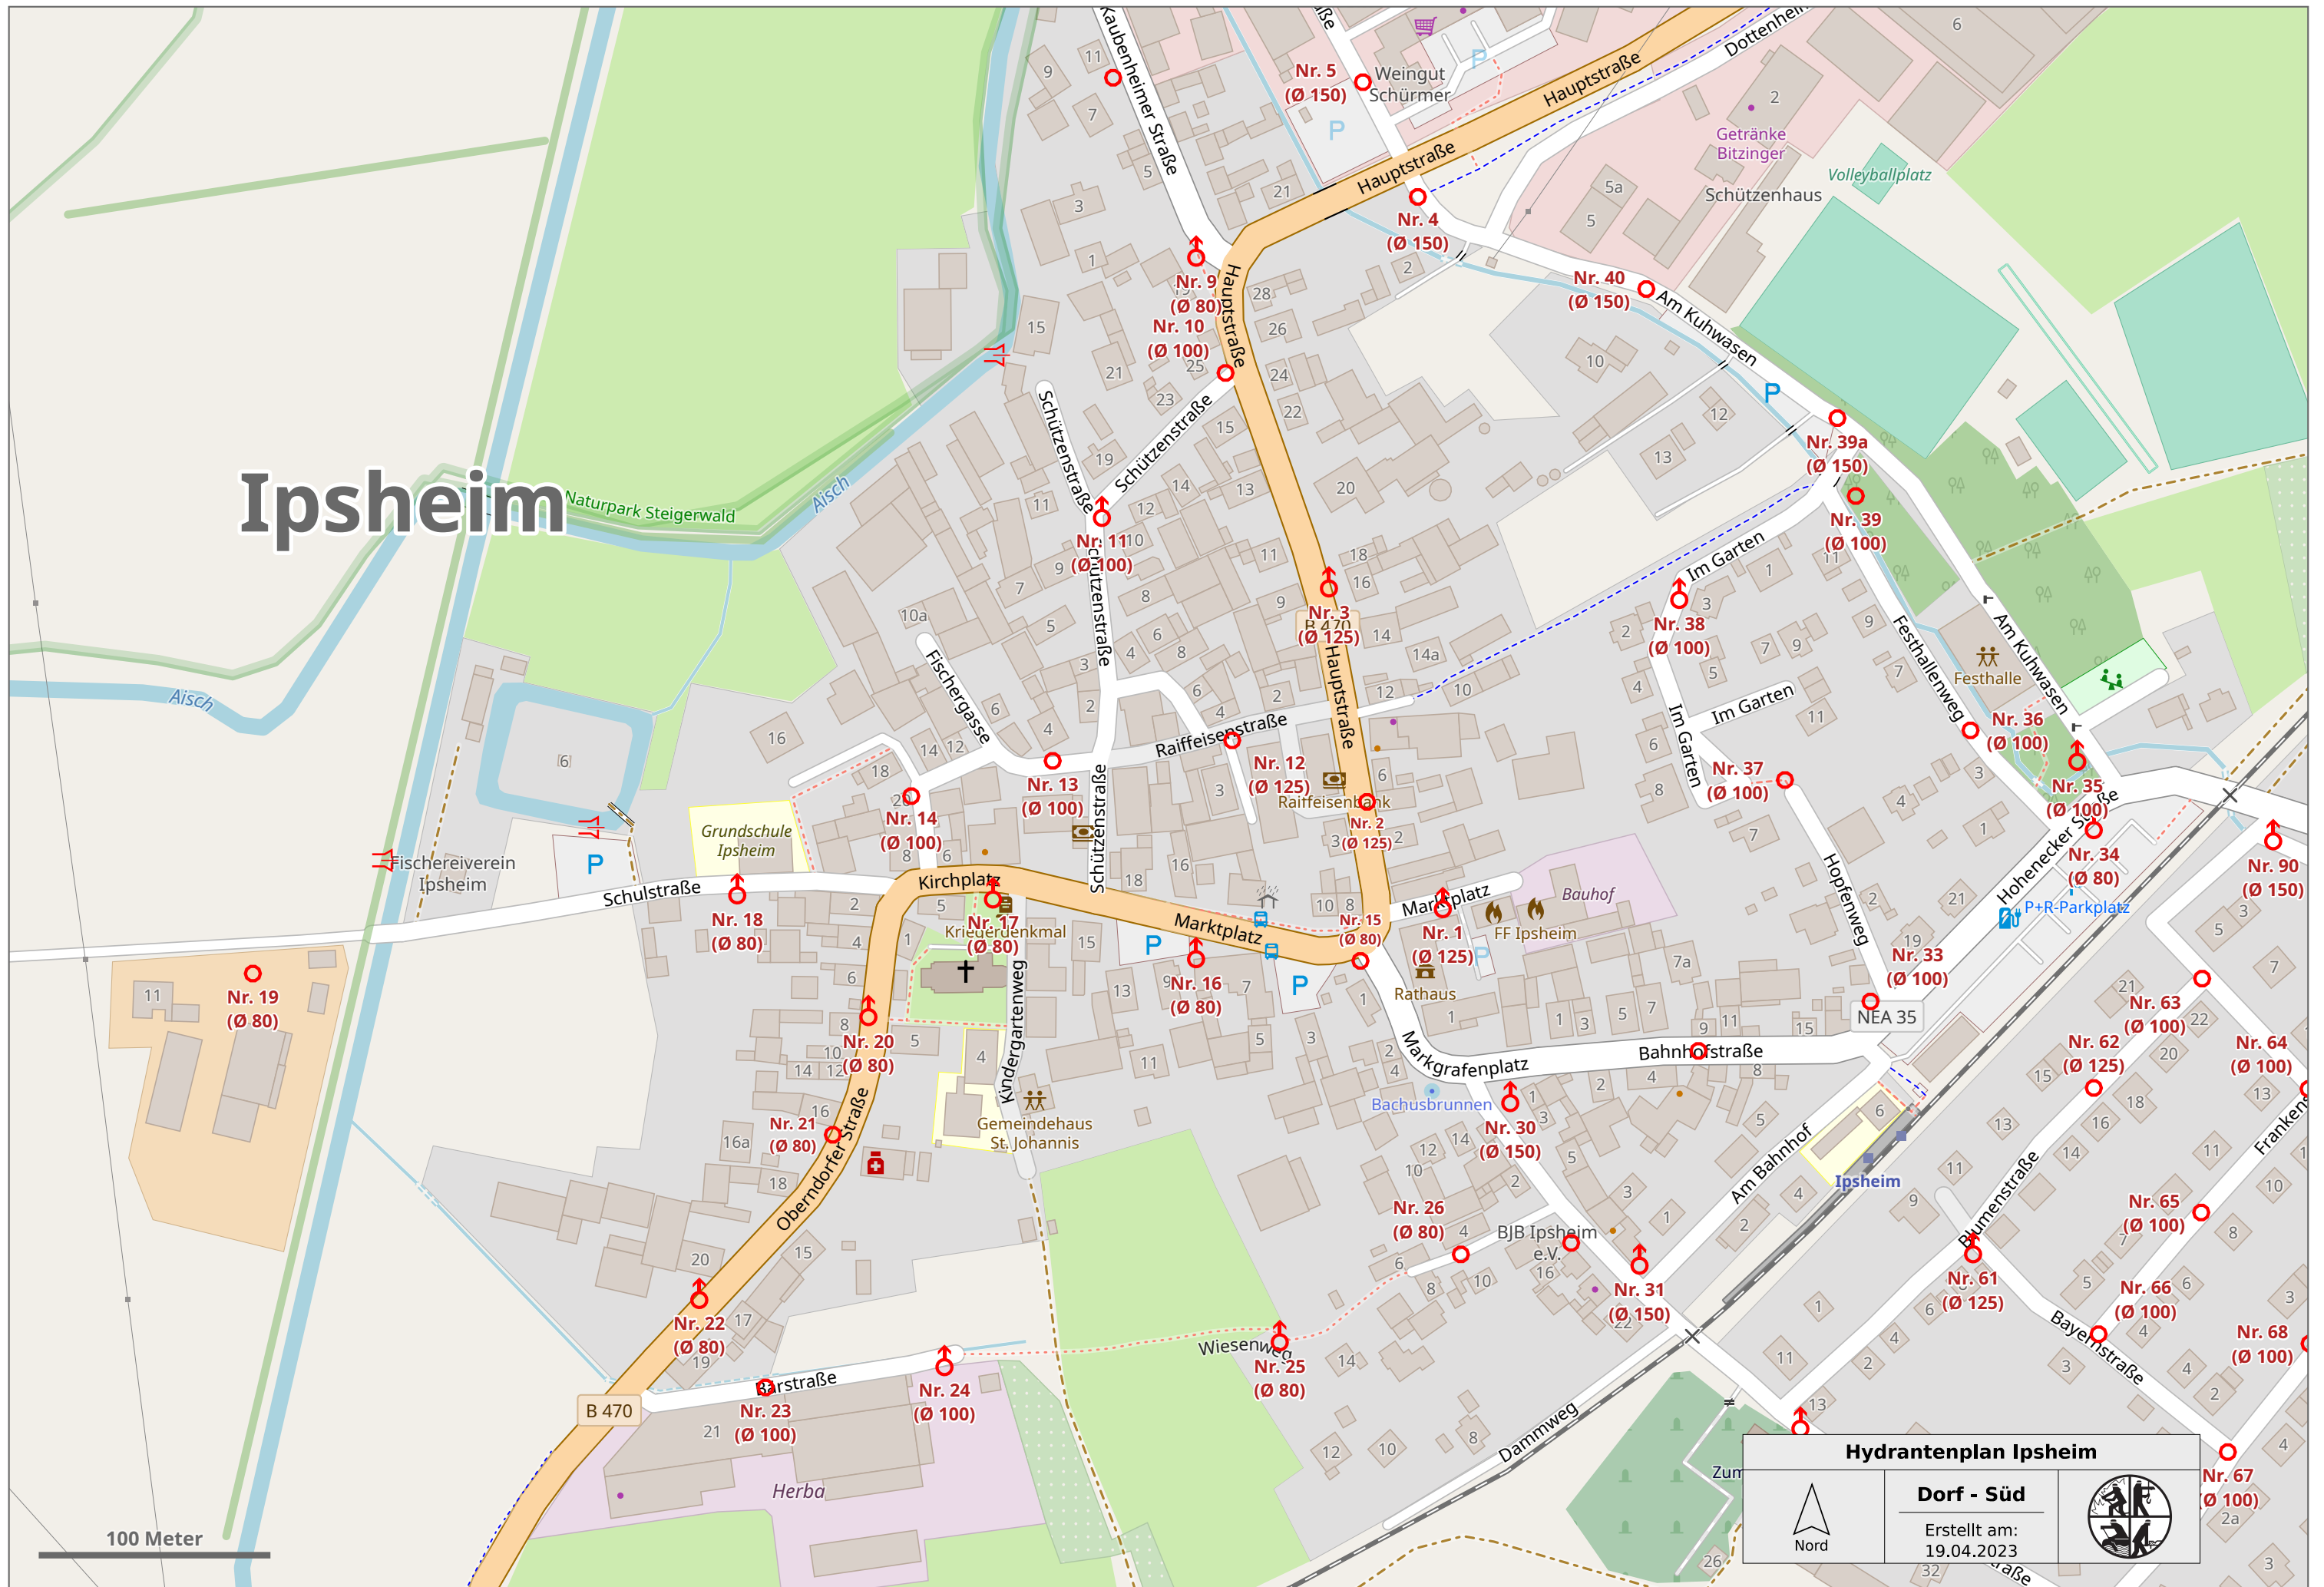 Kaubenheimer Straße
Nr. 5
(Ø 150)
Weingut
Schürmer
Hauptstraße
Dottenheim
Hauptstraße
Getränke
Bitzinger
Volleyballplatz
Schützenhaus
Nr. 4
(Ø 150)
Nr. 9
(Ø 80)
Nr. 10
(Ø 100)
Hauptstraße
Nr. 40
(Ø 150)
Am Kuhwasen
Ipsheim
Naturpark Steigerwald
Aisch
Schützenstraße
Schützenstraße
Nr. 11
(Ø 100)
Schützenstraße
Nr. 39a
(Ø 150)
Nr. 39
(Ø 100)
Im Garten
Nr. 38
(Ø 100)
Nr. 3
(Ø 125)
B 470
Hauptstraße
Aisch
Fischergasse
Raiffeisenstraße
Im Garten
Im Garten
Festhallenweg
Festhalle
Am Kuhwasen
Nr. 36
(Ø 100)
Nr. 12
(Ø 125)
Raiffeisenbank
Nr. 13
(Ø 100)
Nr. 14
(Ø 100)
Nr. 2
(Ø 125)
Nr. 37
(Ø 100)
Nr. 35
(Ø 100)
Nr. 34
(Ø 80)
Nr. 90
(Ø 150)
Grundschule
Ipsheim
Fischereiverein
Ipsheim
Schulstraße
Nr. 18
(Ø 80)
Kirchplatz
Schützenstraße
Nr. 17
(Ø 80)
Kriegerdenkmal
Marktplatz
Nr. 16
(Ø 80)
Nr. 15
(Ø 80)
Marktplatz
Nr. 1
(Ø 125)
Bauhof
FF Ipsheim
Rathaus
Hopfenweg
Hohenecker Straße
P+R-Parkplatz
Nr. 33
(Ø 100)
NEA 35
Nr. 19
(Ø 80)
Nr. 20
(Ø 80)
Kindergartenweg
Gemeindehaus
St. Johannis
Nr. 21
(Ø 80)
Oberndorfer Straße
Markgrafenplatz
Bahnhofstraße
Bachusbrunnen
Nr. 30
(Ø 150)
Nr. 63
(Ø 100)
Nr. 62
(Ø 125)
Nr. 64
(Ø 100)
Am Bahnhof
Ipsheim
Blumenstraße
Nr. 26
(Ø 80)
BJB Ipsheim
e.V.
Nr. 31
(Ø 150)
Nr. 61
(Ø 125)
Nr. 65
(Ø 100)
Nr. 66
(Ø 100)
Nr. 68
(Ø 100)
Bayernstraße
Nr. 22
(Ø 80)
Wiesenweg
Nr. 25
(Ø 80)
Bärstraße
Nr. 23
(Ø 100)
Nr. 24
(Ø 100)
B 470
Herba
Dammweg
Nr. 67
(Ø 100)
100 Meter
Hydrantenplan Ipsheim
Nord
Dorf - Süd
Erstellt am:
19.04.2023